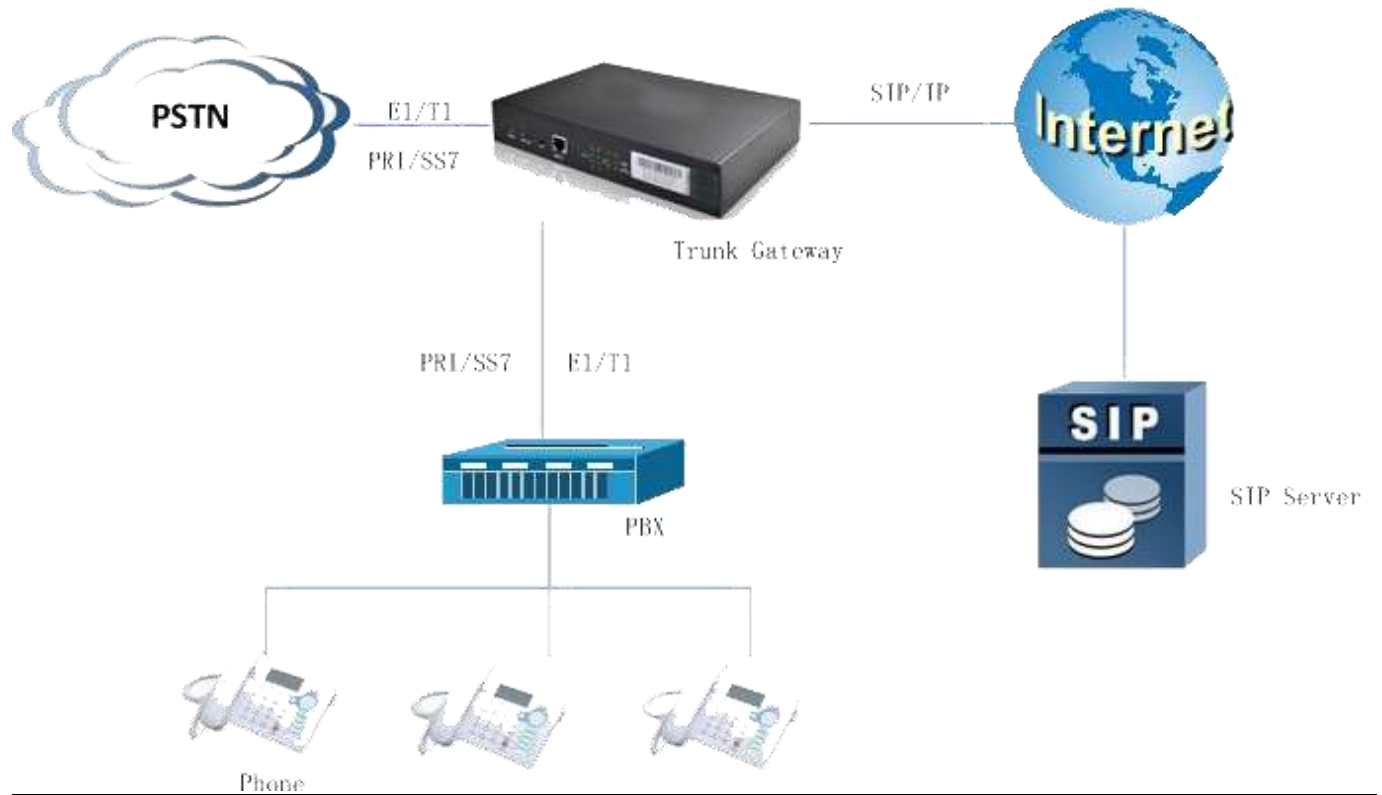 PSTN
E1/T1
PRI/SS7
SIP/IP
Internet
Trunk Gateway
PRI/SS7
E1/T1
SIP
SIP Server
PBX
Phone